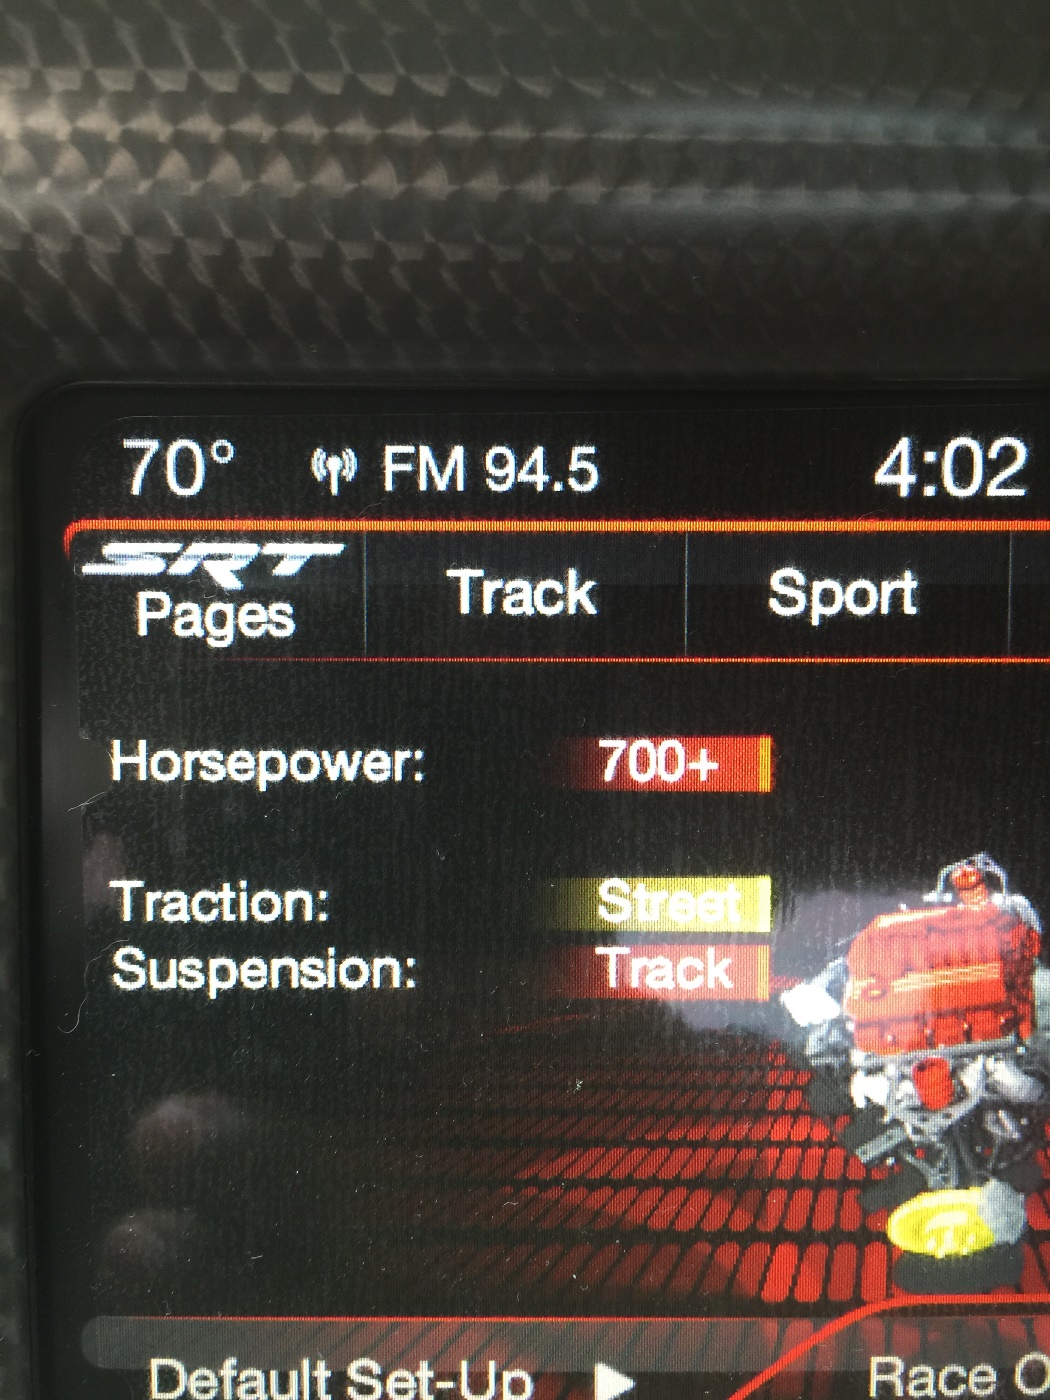 70° FM 94.5 4:02
SRT
Pages Track Sport
Horsepower: 700+
Traction: Street
Suspension: Track
Default Set-Up Race O